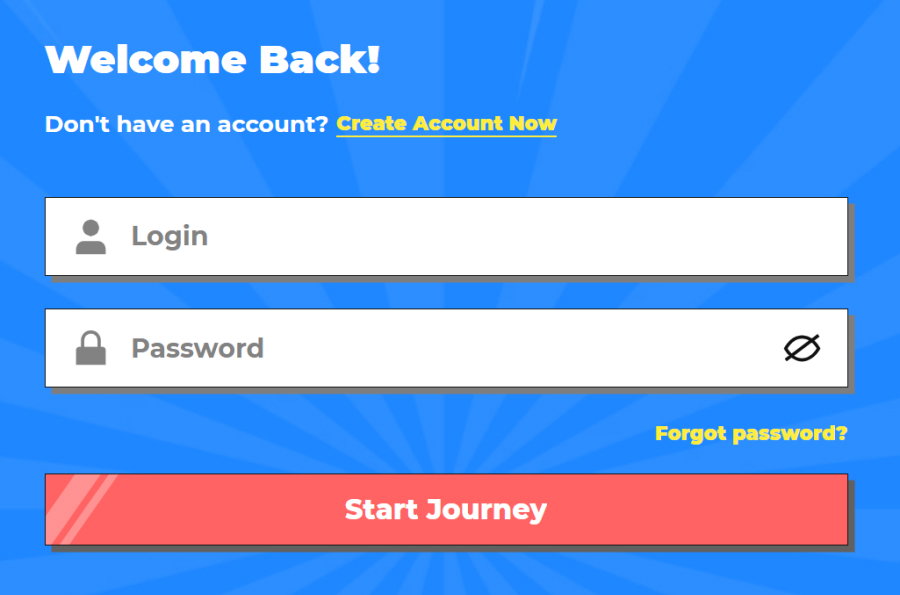 Welcome Back!
Don't have an account? Create Account Now
Login
Password
Forgot password?
Start Journey